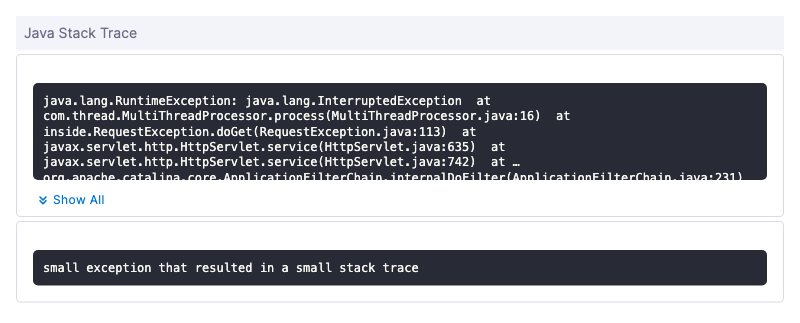 Java Stack Trace
java.lang.RuntimeException: java.lang.InterruptedException  at
com.thread.MultiThreadProcessor.process(MultiThreadProcessor.java:16)  at
inside.RequestException.doGet(RequestException.java:113)  at
javax.servlet.http.HttpServlet.service(HttpServlet.java:635)  at
javax.servlet.http.HttpServlet.service(HttpServlet.java:742)  at …
org.apache.catalina.core.ApplicationFilterChain.internalDoFilter(ApplicationFilterChain.java:231)
Show All
small exception that resulted in a small stack trace